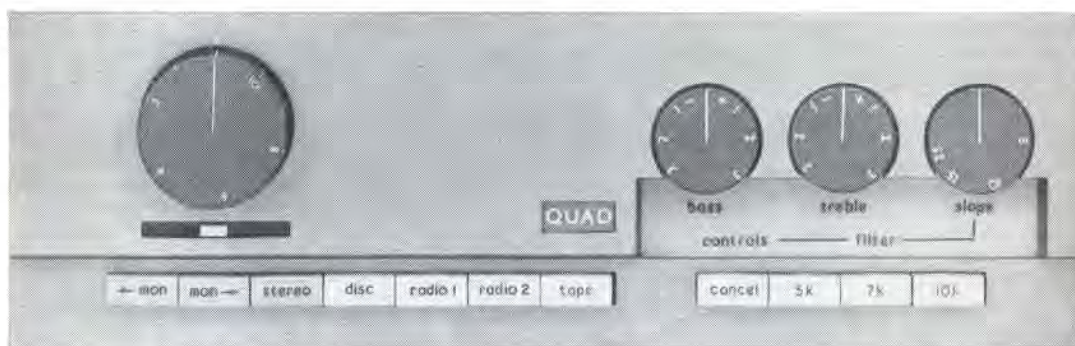 QUAD
bass treble slope
controls filter
←mon mon→ stereo disc radio 1 radio 2 tape
cancel 5k 7k 10k